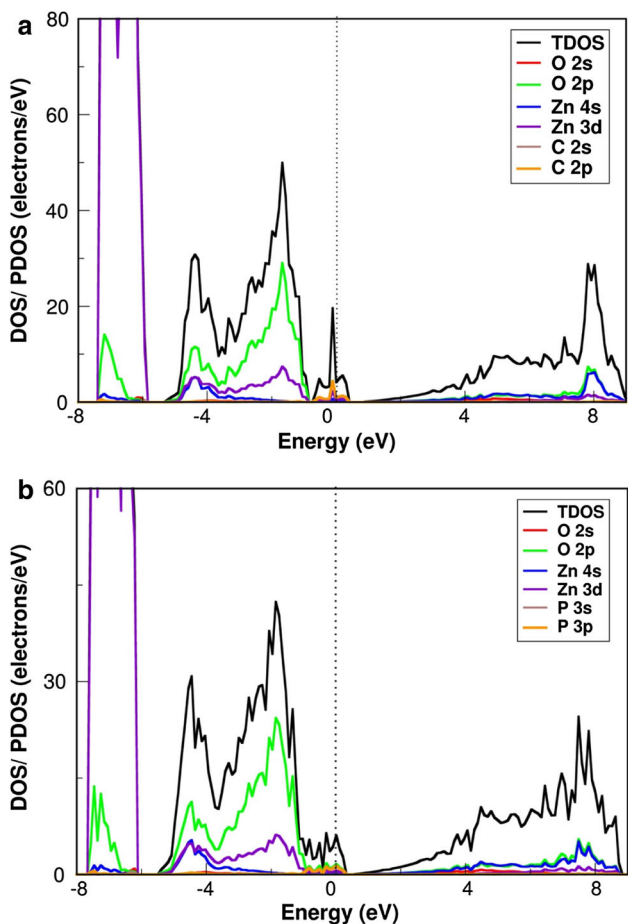 a
80
60
40
20
0
DOS/ PDOS (electrons/eV)
TDOS
O 2s
O 2p
Zn 4s
Zn 3d
C 2s
C 2p
-8
-4
0
4
8
Energy (eV)
b
60
30
0
DOS/ PDOS (electrons/eV)
TDOS
O 2s
O 2p
Zn 4s
Zn 3d
P 3s
P 3p
-8
-4
0
4
8
Energy (eV)